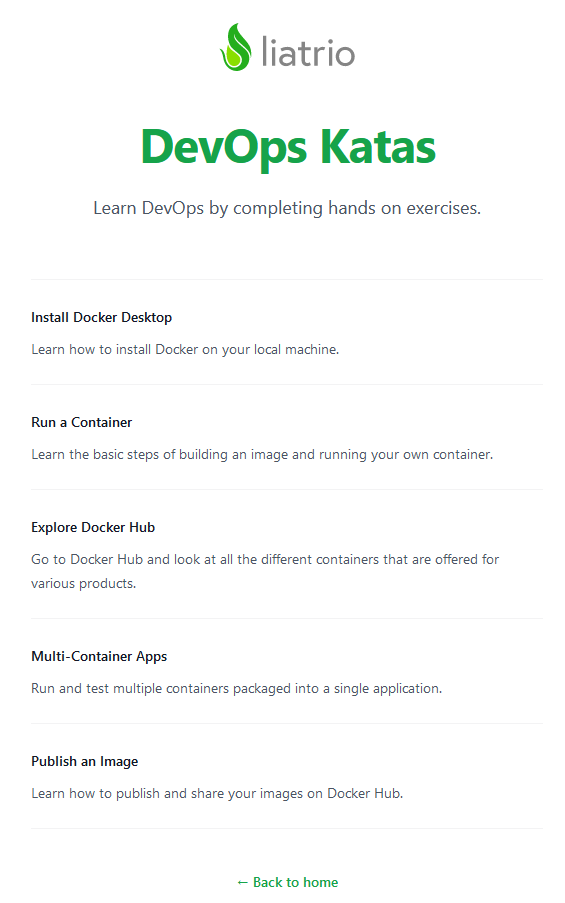 liatrio
DevOps Katas
Learn DevOps by completing hands on exercises.
Install Docker Desktop
Learn how to install Docker on your local machine.
Run a Container
Learn the basic steps of building an image and running your own container.
Explore Docker Hub
Go to Docker Hub and look at all the different containers that are offered for
various products.
Multi-Container Apps
Run and test multiple containers packaged into a single application.
Publish an Image
Learn how to publish and share your images on Docker Hub.
← Back to home